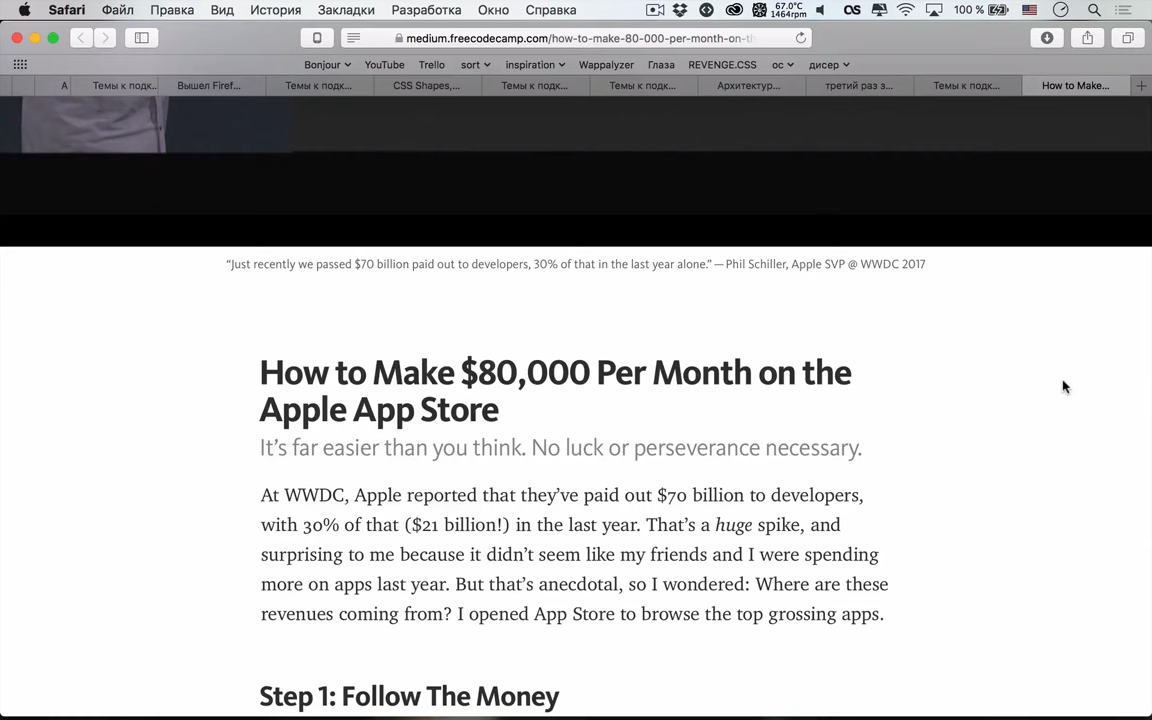 Safari Файл Правка Вид История Закладки Разработка Окно Справка 67.0°C 1464rpm 100 %
medium.freecodecamp.com/how-to-make-80-000-per-month-on-th
Bonjour YouTube Trello sort inspiration Wappalyzer Глаза REVENGE.CSS ос дисер
А Темы к подк.. Вышел Firef... Темы к подк... CSS Shapes,... Темы к подк... Темы к подк... Архитектур... третий раз з... Темы к подк... How to Make...
“Just recently we passed $70 billion paid out to developers, 30% of that in the last year alone.” — Phil Schiller, Apple SVP @ WWDC 2017
How to Make $80,000 Per Month on the
Apple App Store
It’s far easier than you think. No luck or perseverance necessary.
At WWDC, Apple reported that they’ve paid out $70 billion to developers,
with 30% of that ($21 billion!) in the last year. That’s a huge spike, and
surprising to me because it didn’t seem like my friends and I were spending
more on apps last year. But that’s anecdotal, so I wondered: Where are these
revenues coming from? I opened App Store to browse the top grossing apps.
Step 1: Follow The Money